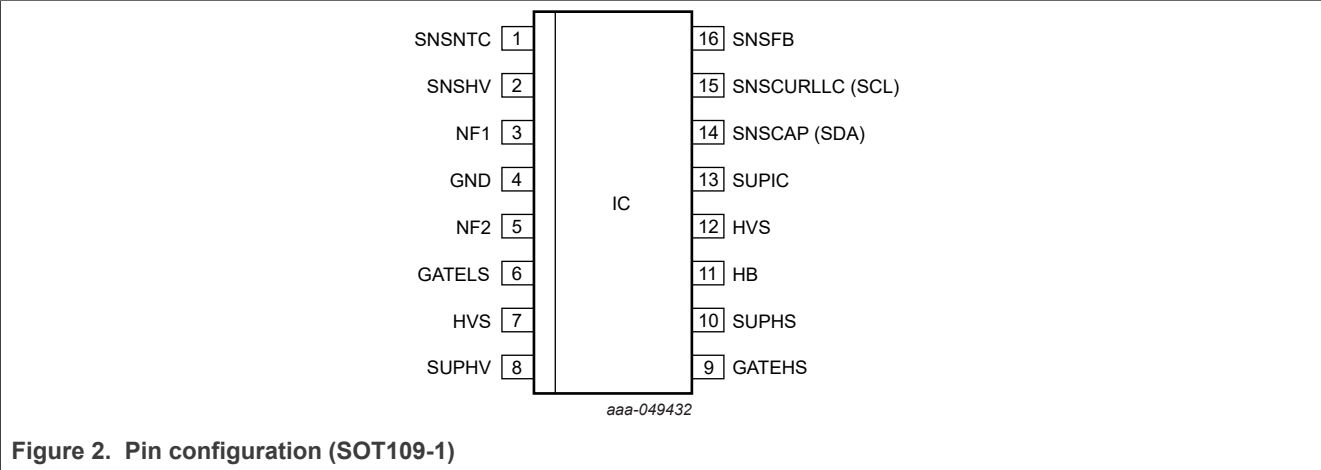 SNSNTC 1
SNSHV 2
NF1 3
GND 4
NF2 5
GATELS 6
HVS 7
SUPHV 8
IC
16 SNSFB
15 SNSCURLLC (SCL)
14 SNSCAP (SDA)
13 SUPIC
12 HVS
11 HB
10 SUPHS
9 GATEHS
aaa-049432
Figure 2. Pin configuration (SOT109-1)